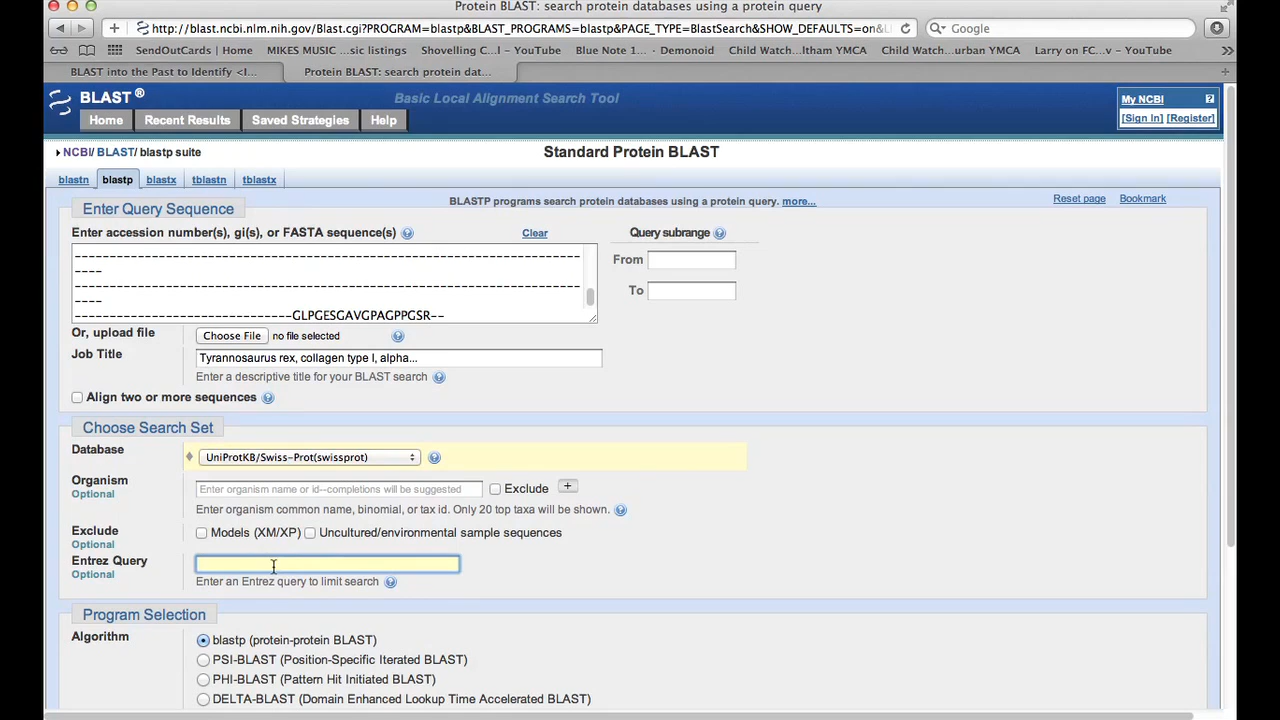 Protein BLAST: search protein databases using a protein query
http://blast.ncbi.nlm.nih.gov/Blast.cgi?PROGRAM=blastp&BLAST_PROGRAMS=blastp&PAGE_TYPE=BlastSearch&SHOW_DEFAULTS=on&
Google
SendOutCards | Home MIKES MUSIC ...sic listings Shovelling C...l - YouTube Blue Note 1... - Demonoid Child Watch...ltham YMCA Child Watch...urban YMCA Larry on FC...v - YouTube
BLAST into the Past to Identify <I... Protein BLAST: search protein dat...
BLAST ® Basic Local Alignment Search Tool
My NCBI
[Sign In] [Register]
Home Recent Results Saved Strategies Help
NCBI/ BLAST/ blastp suite Standard Protein BLAST
blastn blastp blastx tblastn tblastx
Enter Query Sequence BLASTP programs search protein databases using a protein query. more... Reset page Bookmark
Enter accession number(s), gi(s), or FASTA sequence(s) Clear Query subrange
From
To
-------------------------------GLPGESGAVGPAGPPGSR--
Or, upload file Choose File no file selected
Job Title Tyrannosaurus rex, collagen type I, alpha...
Enter a descriptive title for your BLAST search
Align two or more sequences
Choose Search Set
Database UniProtKB/Swiss-Prot(swissprot)
Organism
Optional Enter organism name or id--completions will be suggested Exclude +
Enter organism common name, binomial, or tax id. Only 20 top taxa will be shown.
Exclude Models (XM/XP) Uncultured/environmental sample sequences
Optional
Entrez Query
Optional
Enter an Entrez query to limit search
Program Selection
Algorithm
blastp (protein-protein BLAST)
PSI-BLAST (Position-Specific Iterated BLAST)
PHI-BLAST (Pattern Hit Initiated BLAST)
DELTA-BLAST (Domain Enhanced Lookup Time Accelerated BLAST)